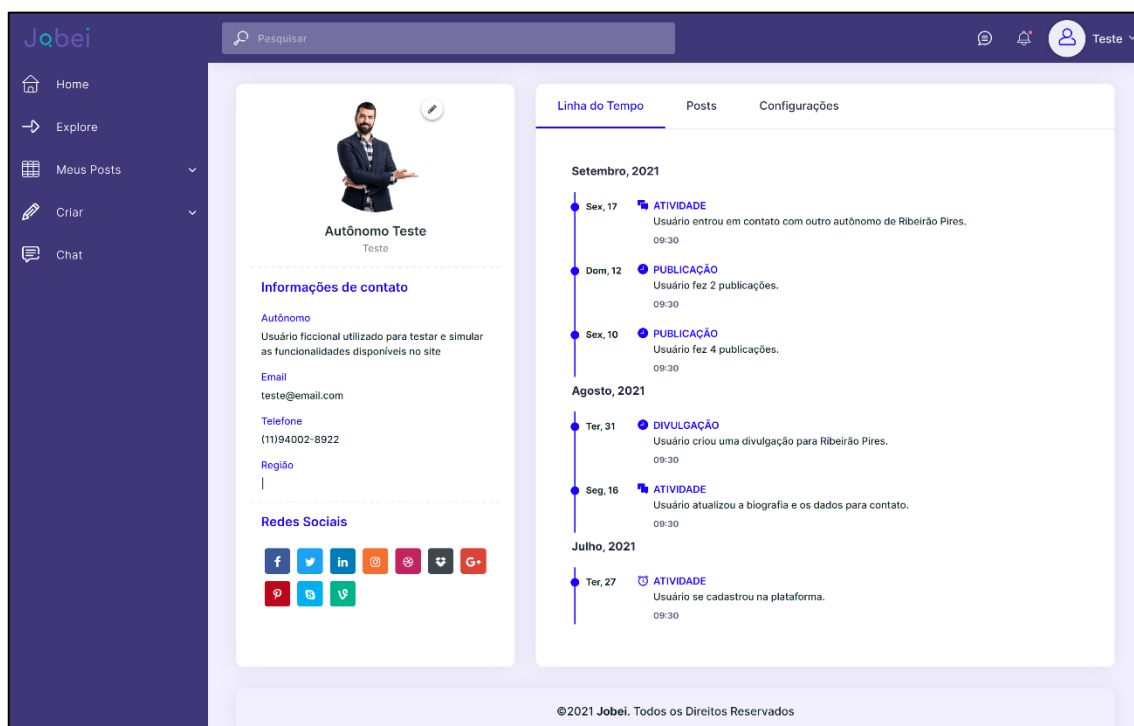 Jobei
Pesquisar
Teste
Home
Explore
Meus Posts
Criar
Chat
Autônomo Teste
Teste
Informações de contato
Autônomo
Usuário ficcional utilizado para testar e simular
as funcionalidades disponíveis no site
Email
teste@email.com
Telefone
(11)94002-8922
Região
Redes Sociais
f
in
G+
Linha do Tempo Posts Configurações
Setembro, 2021
Sex, 17 ATIVIDADE
Usuário entrou em contato com outro autônomo de Ribeirão Pires.
09:30
Dom, 12 PUBLICAÇÃO
Usuário fez 2 publicações.
09:30
Sex, 10 PUBLICAÇÃO
Usuário fez 4 publicações.
09:30
Agosto, 2021
Ter, 31 DIVULGAÇÃO
Usuário criou uma divulgação para Ribeirão Pires.
09:30
Seg, 16 ATIVIDADE
Usuário atualizou a biografia e os dados para contato.
09:30
Julho, 2021
Ter, 27 ATIVIDADE
Usuário se cadastrou na plataforma.
09:30
©2021 Jobei. Todos os Direitos Reservados